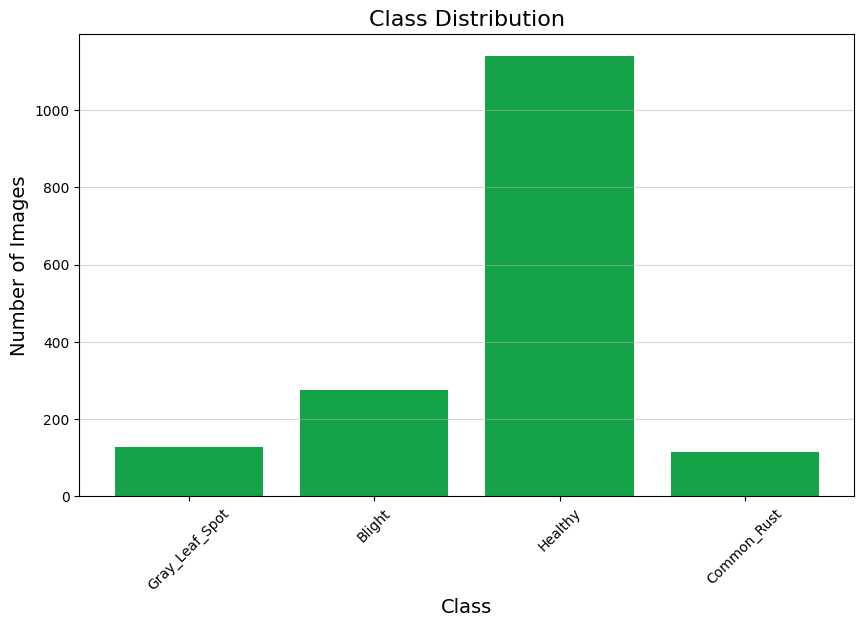 Class Distribution
Number of Images
1000
800
600
400
200
0
Gray_Leaf_Spot
Blight
Healthy
Common_Rust
Class